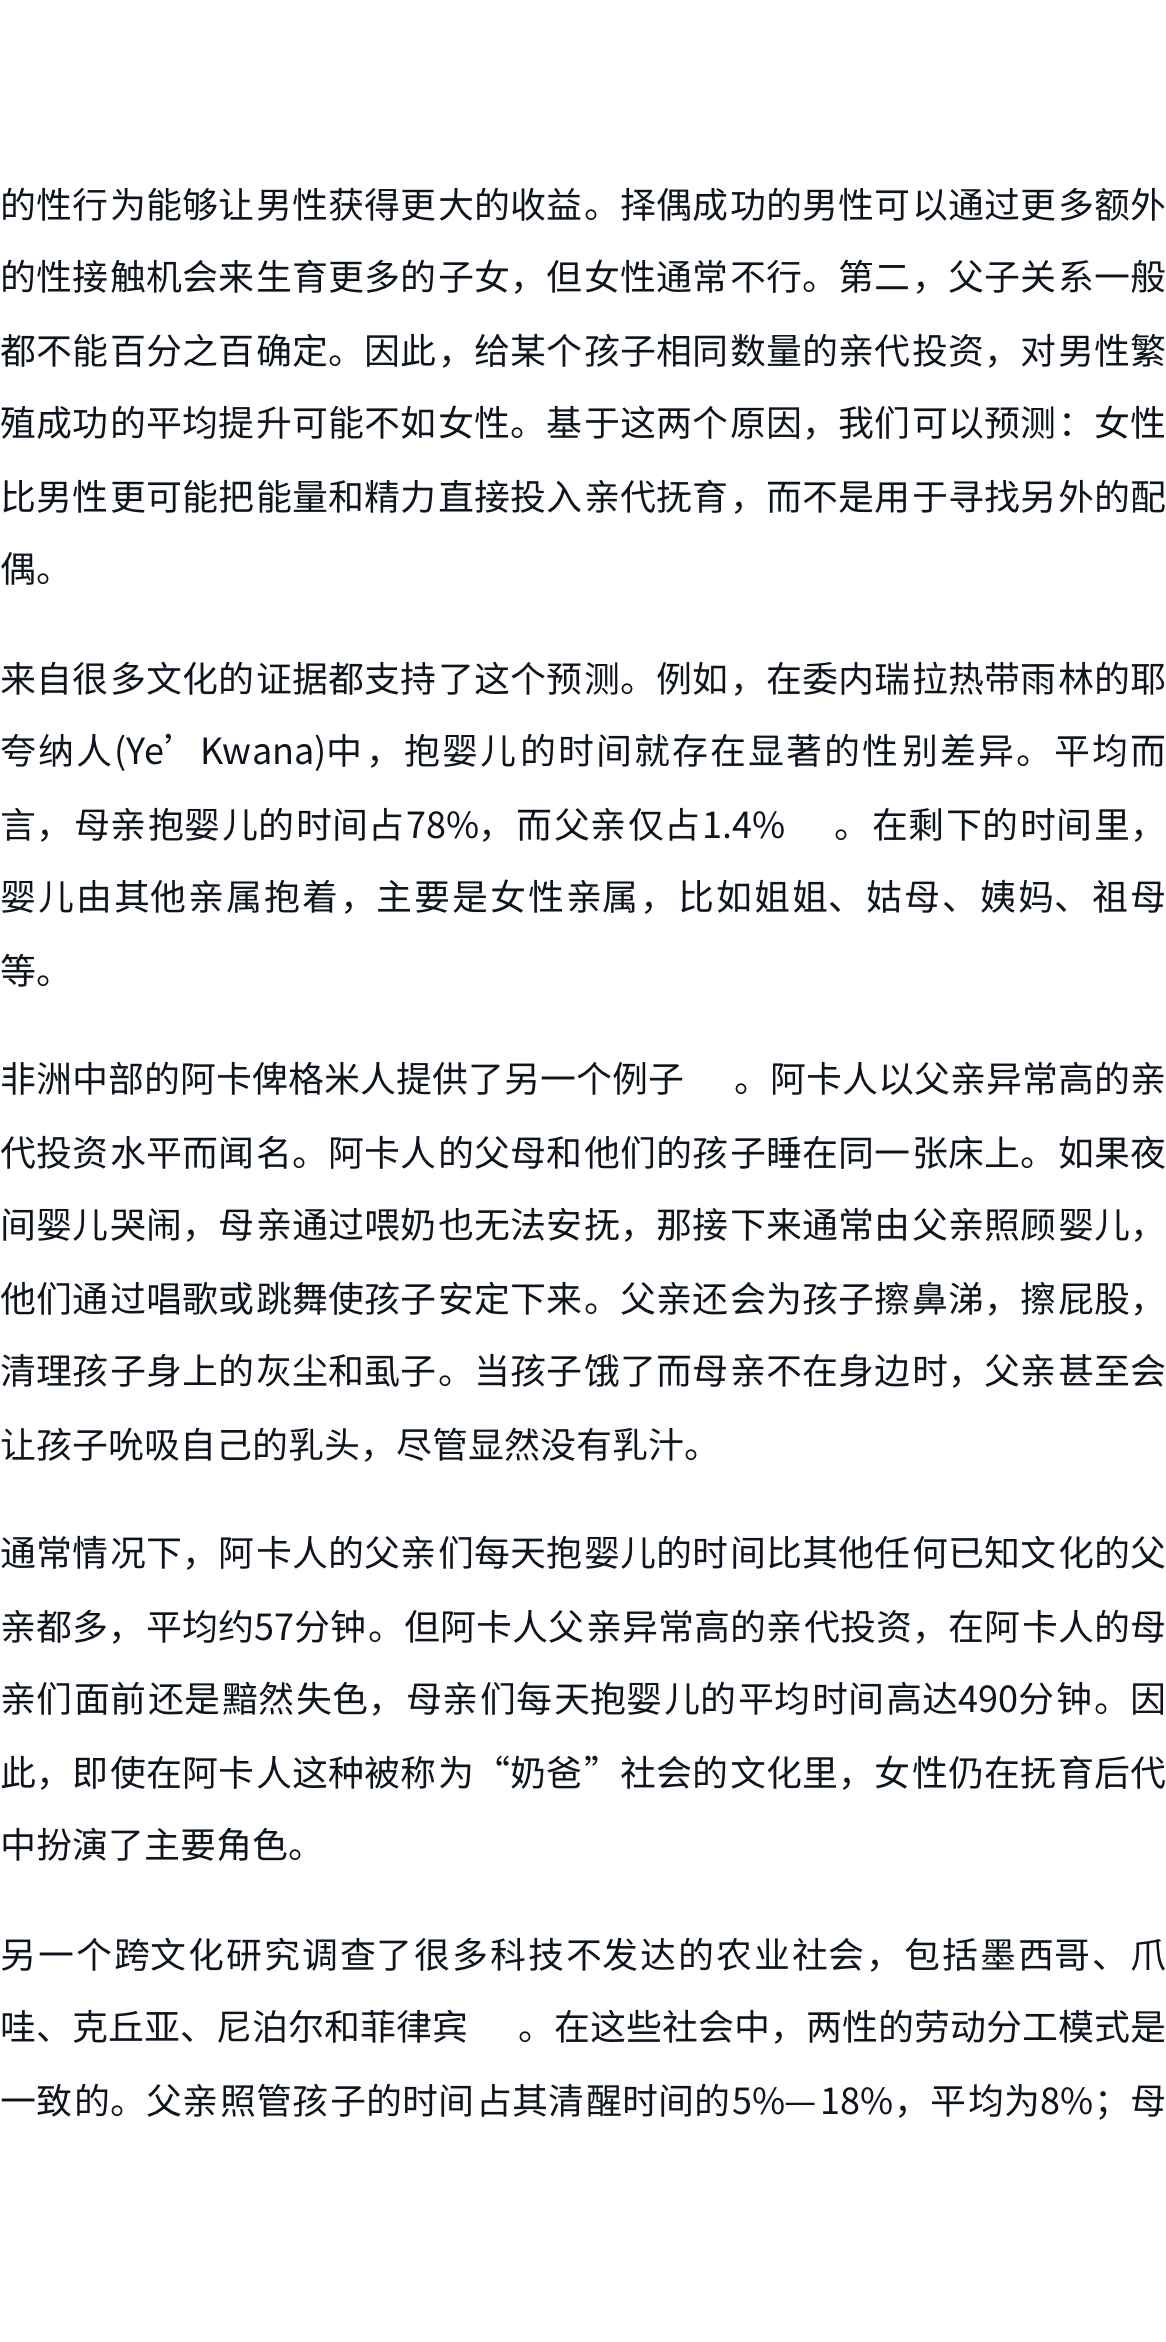 的性行为能够让男性获得更大的收益。择偶成功的男性可以通过更多额外
的性接触机会来生育更多的子女，但女性通常不行。第二，父子关系一般
都不能百分之百确定。因此，给某个孩子相同数量的亲代投资，对男性繁
殖成功的平均提升可能不如女性。基于这两个原因，我们可以预测：女性
比男性更可能把能量和精力直接投入亲代抚育，而不是用于寻找另外的配
偶。
来自很多文化的证据都支持了这个预测。例如，在委内瑞拉热带雨林的耶
夸纳人(Ye’Kwana)中，抱婴儿的时间就存在显著的性别差异。平均而
言，母亲抱婴儿的时间占78%，而父亲仅占1.4% 。在剩下的时间里，
婴儿由其他亲属抱着，主要是女性亲属，比如姐姐、姑母、姨妈、祖母
等。
非洲中部的阿卡俾格米人提供了另一个例子 。阿卡人以父亲异常高的亲
代投资水平而闻名。阿卡人的父母和他们的孩子睡在同一张床上。如果夜
间婴儿哭闹，母亲通过喂奶也无法安抚，那接下来通常由父亲照顾婴儿，
他们通过唱歌或跳舞使孩子安定下来。父亲还会为孩子擦鼻涕，擦屁股，
清理孩子身上的灰尘和虱子。当孩子饿了而母亲不在身边时，父亲甚至会
让孩子吮吸自己的乳头，尽管显然没有乳汁。
通常情况下，阿卡人的父亲们每天抱婴儿的时间比其他任何已知文化的父
亲都多，平均约57分钟。但阿卡人父亲异常高的亲代投资，在阿卡人的母
亲们面前还是黯然失色，母亲们每天抱婴儿的平均时间高达490分钟。因
此，即使在阿卡人这种被称为“奶爸”社会的文化里，女性仍在抚育后代
中扮演了主要角色。
另一个跨文化研究调查了很多科技不发达的农业社会，包括墨西哥、爪
哇、克丘亚、尼泊尔和菲律宾 。在这些社会中，两性的劳动分工模式是
一致的。父亲照管孩子的时间占其清醒时间的5%—18%，平均为8%；母